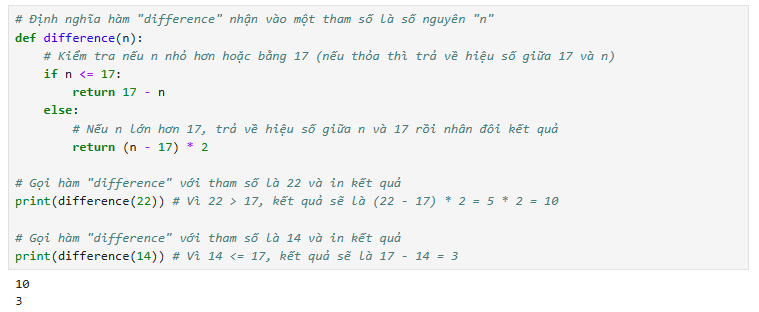 # Định nghĩa hàm "difference" nhận vào một tham số là số nguyên "n"
def difference(n):
    # Kiểm tra nếu n nhỏ hơn hoặc bằng 17 (nếu thỏa thì trả về hiệu số giữa 17 và n)
    if n <= 17:
        return 17 - n
    else:
        # Nếu n lớn hơn 17, trả về hiệu số giữa n và 17 rồi nhân đôi kết quả
        return (n - 17) * 2

# Gọi hàm "difference" với tham số là 22 và in kết quả
print(difference(22)) # Vì 22 > 17, kết quả sẽ là (22 - 17) * 2 = 5 * 2 = 10

# Gọi hàm "difference" với tham số là 14 và in kết quả
print(difference(14)) # Vì 14 <= 17, kết quả sẽ là 17 - 14 = 3
10
3